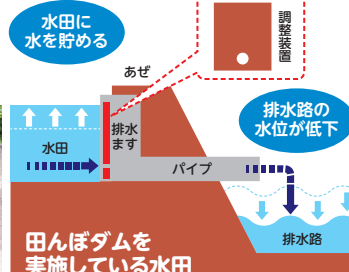 水田に
水を貯める
調整装置
あぜ
排水路の
水位が低下
排水
ます
水田
パイプ
排水路
田んぼダムを
実施している水田